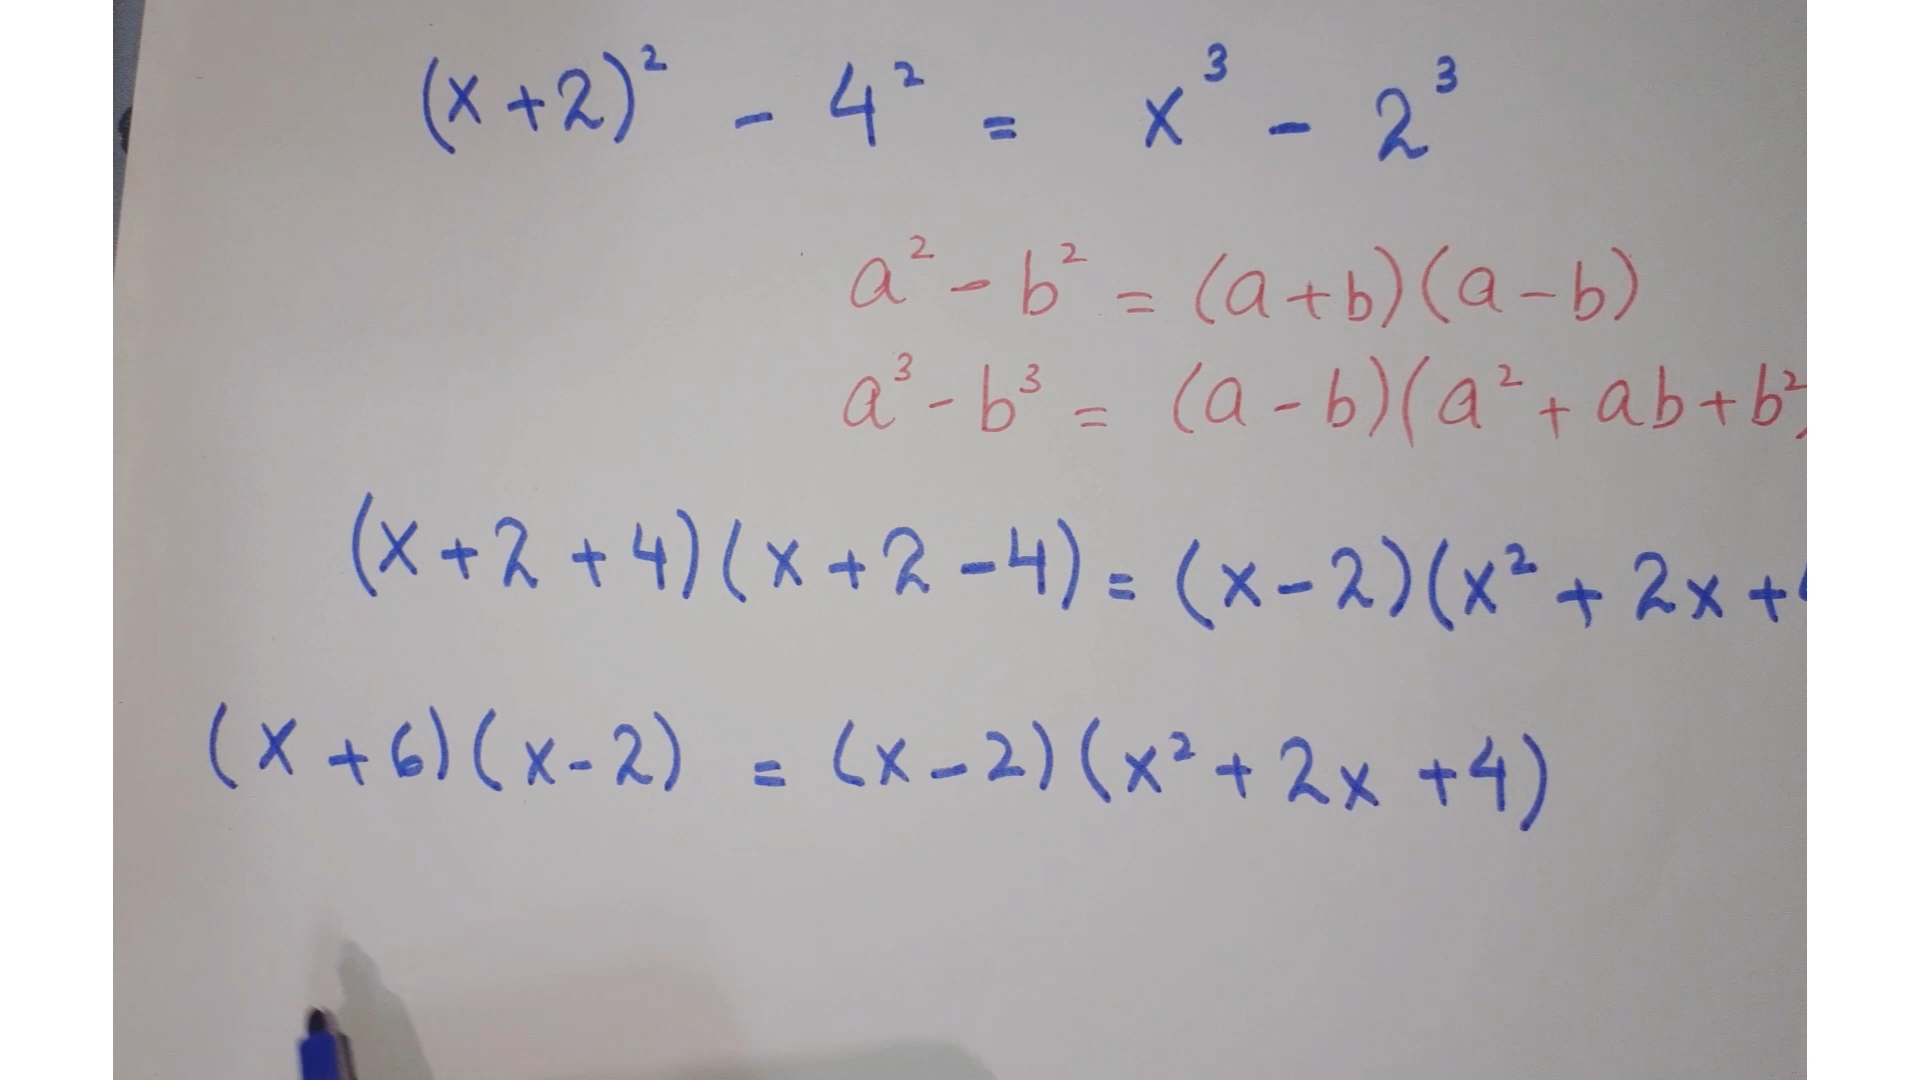 (x+2)² - 4² = x³ - 2³
a² - b² = (a+b)(a-b)
a³ - b³ = (a-b)(a²+ab+b²)
(x+2+4)(x+2-4) = (x-2)(x²+2x+
(x+6)(x-2) = (x-2)(x²+2x+4)